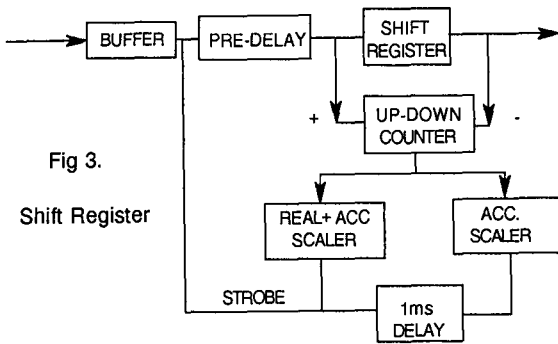 BUFFER
PRE-DELAY
SHIFT
REGISTER
+
UP-DOWN
COUNTER
-
Fig 3.
Shift Register
REAL+ ACC
SCALER
ACC.
SCALER
STROBE
1ms
DELAY